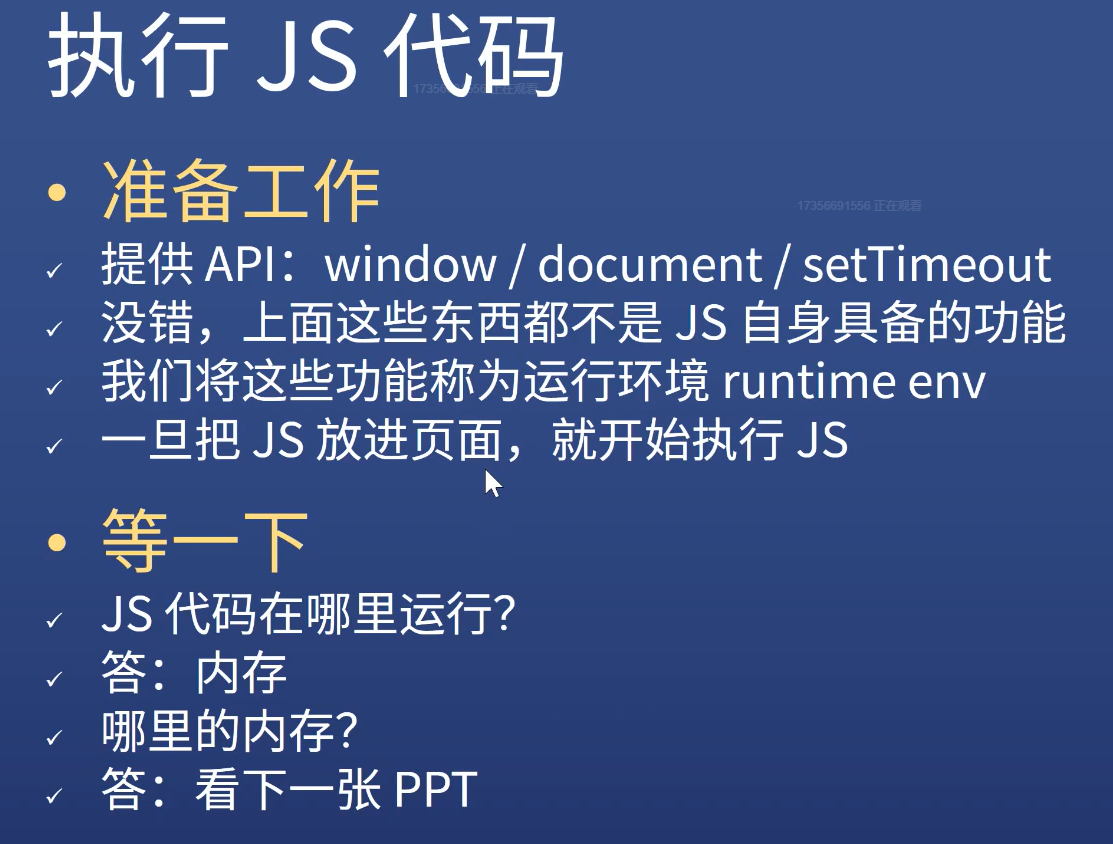 执行 JS 代码
17356691556 正在观看
• 准备工作
17356691556 正在观看
✓ 提供 API：window / document / setTimeout
✓ 没错，上面这些东西都不是 JS 自身具备的功能
✓ 我们将这些功能称为运行环境 runtime env
✓ 一旦把 JS 放进页面，就开始执行 JS
• 等一下
✓ JS 代码在哪里运行？
✓ 答：内存
✓ 哪里的内存？
✓ 答：看下一张 PPT